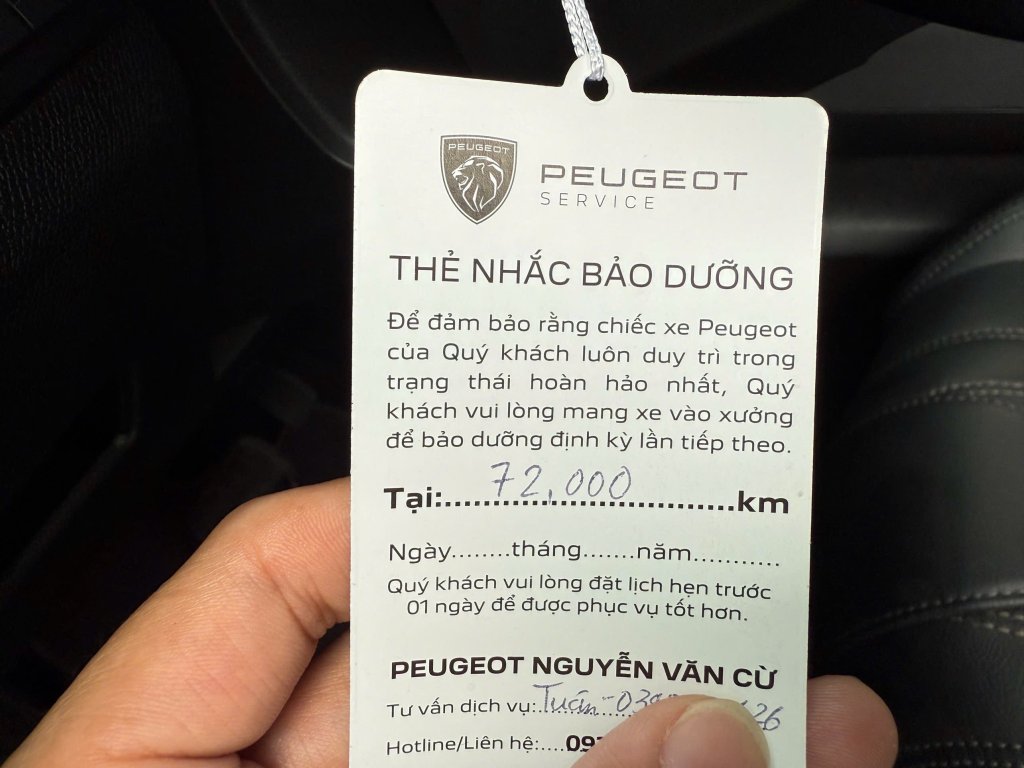 PEUGEOT
PEUGEOT
SERVICE
THẺ NHẮC BẢO DƯỠNG
Để đảm bảo rằng chiếc xe Peugeot
của Quý khách luôn duy trì trong
trạng thái hoàn hảo nhất, Quý
khách vui lòng mang xe vào xưởng
để bảo dưỡng định kỳ lần tiếp theo.
Tại:....72.000....km
Ngày........tháng.......năm...........
Quý khách vui lòng đặt lịch hẹn trước
01 ngày để được phục vụ tốt hơn.
PEUGEOT NGUYỄN VĂN CỪ
Tư vấn dịch vụ: Tuấn
Hotline/Liên hệ:....